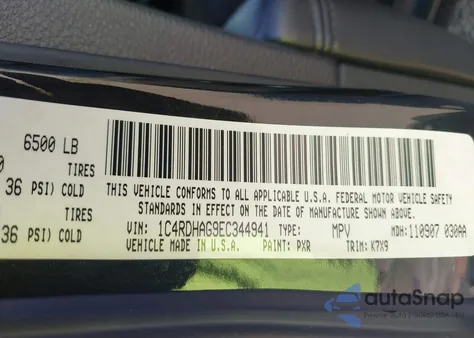 6500 LB
TIRES
36 PSI) COLD
TIRES
36 PSI) COLD
THIS VEHICLE CONFORMS TO ALL APPLICABLE U.S.A. FEDERAL MOTOR VEHICLE SAFETY
STANDARDS IN EFFECT ON THE DATE OF MANUFACTURE SHOWN ABOVE.
VIN: 1C4RDHAG9EC344941 TYPE: MPV MDH: 110907 030AA
VEHICLE MADE IN U.S.A. PAINT: PXR TRIM: K7X9
autoSnap